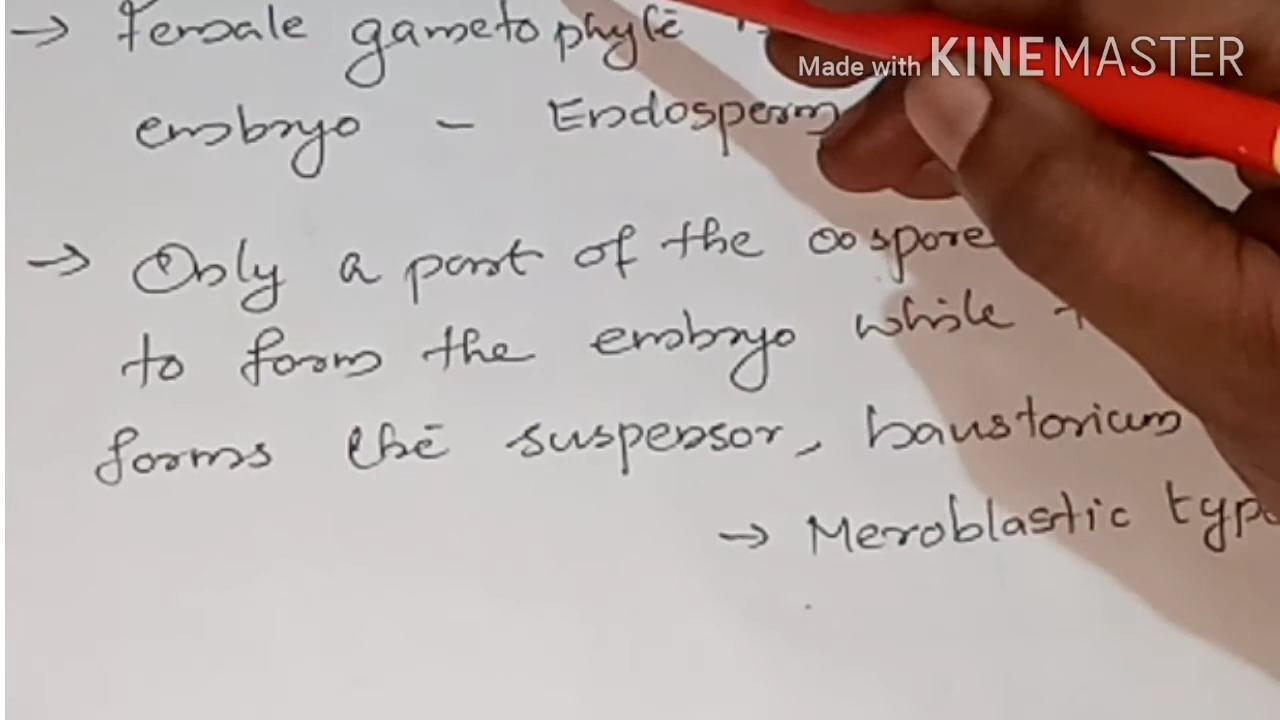 → Female gametophyte
Made with KINEMASTER
embryo - Endosperm
→ Only a part of the oospore
to form the embryo while
forms the suspensor, haustorium
→ Meroblastic type